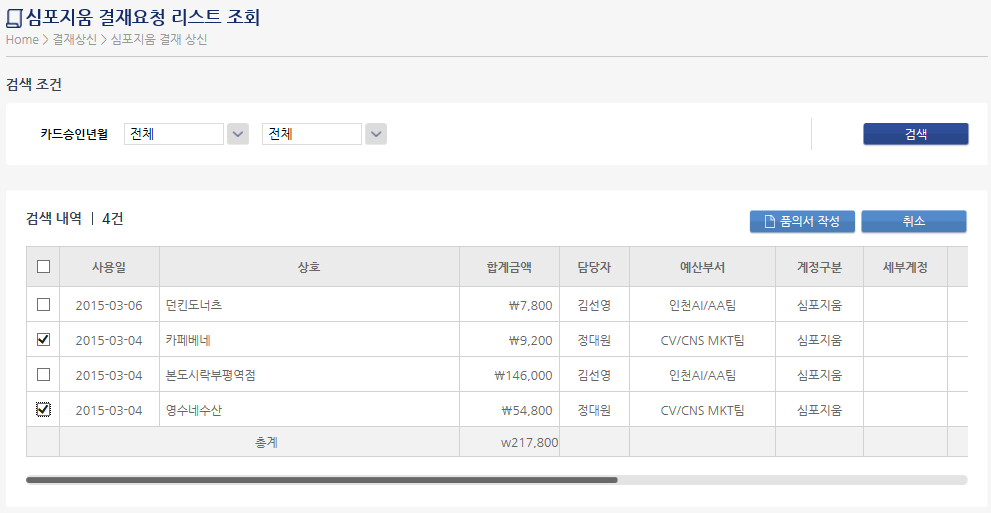 심포지움 결재요청 리스트 조회
Home > 결재상신 > 심포지움 결재 상신
검색 조건
카드승인년월 전체 전체 검색
검색 내역 | 4건 품의서 작성 취소
사용일 상호 합계금액 담당자 예산부서 계정구분 세부계정
2015-03-06 던킨도너츠 ₩7,800 김선영 인천AI/AA팀 심포지움
2015-03-04 카페베네 ₩9,200 정대원 CV/CNS MKT팀 심포지움
2015-03-04 본도시락부평역점 ₩146,000 김선영 인천AI/AA팀 심포지움
2015-03-04 영수네수산 ₩54,800 정대원 CV/CNS MKT팀 심포지움
총계 w217,800